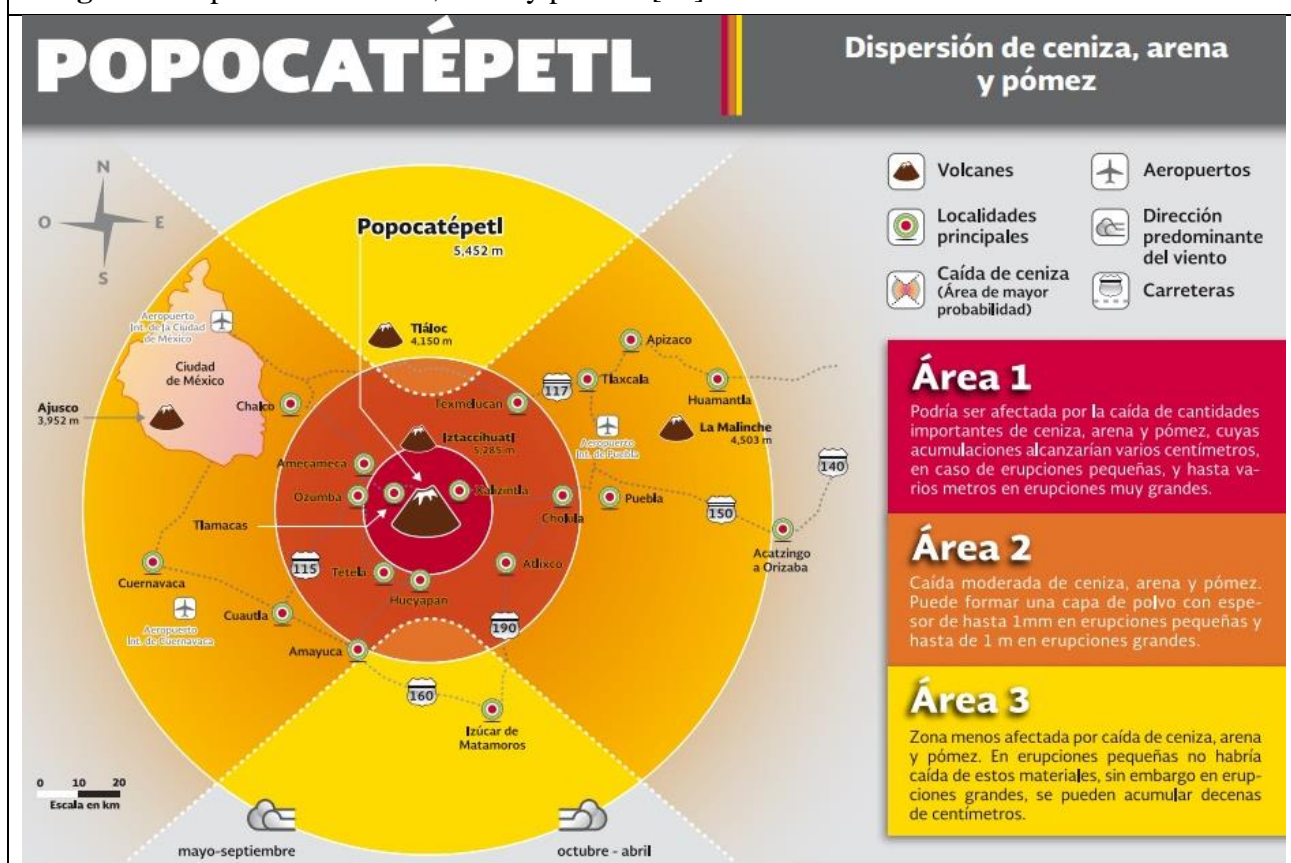 POPOCATÉPETL
Dispersión de ceniza, arena
y pómez
N
O
E
S
Popocatépetl
5,452 m
Aeropuerto
Int. de la Ciudad
de México
Tláloc
4,150 m
Ciudad
de México
Ajusco
3,952 m
Chalco
Texmelucan
117
Tlaxcala
Apizaco
Huamantla
La Malinche
4,503 m
Aeropuerto
Int. de Puebla
Iztaccíhuatl
5,285 m
Amecameca
Ozumba
Xalizintla
Cholula
Puebla
140
150
Tlamacas
Acatzingo
a Orizaba
Cuernavaca
115
Tetela
Hueyapan
Atlixco
Cuautla
Aeropuerto
Int. de Cuernavaca
190
Amayuca
160
Izúcar de
Matamoros
0 10 20
Escala en km
mayo-septiembre
octubre - abril
Volcanes
Aeropuertos
Localidades
principales
Dirección
predominante
del viento
Caída de ceniza
(Área de mayor
probabilidad)
Carreteras
Área 1
Podría ser afectada por la caída de cantidades
importantes de ceniza, arena y pómez, cuyas
acumulaciones alcanzarían varios centímetros,
en caso de erupciones pequeñas, y hasta va-
rios metros en erupciones muy grandes.
Área 2
Caída moderada de ceniza, arena y pómez.
Puede formar una capa de polvo con espe-
sor de hasta 1mm en erupciones pequeñas y
hasta de 1 m en erupciones grandes.
Área 3
Zona menos afectada por caída de ceniza, arena
y pómez. En erupciones pequeñas no habría
caída de estos materiales, sin embargo en erup-
ciones grandes, se pueden acumular decenas
de centímetros.